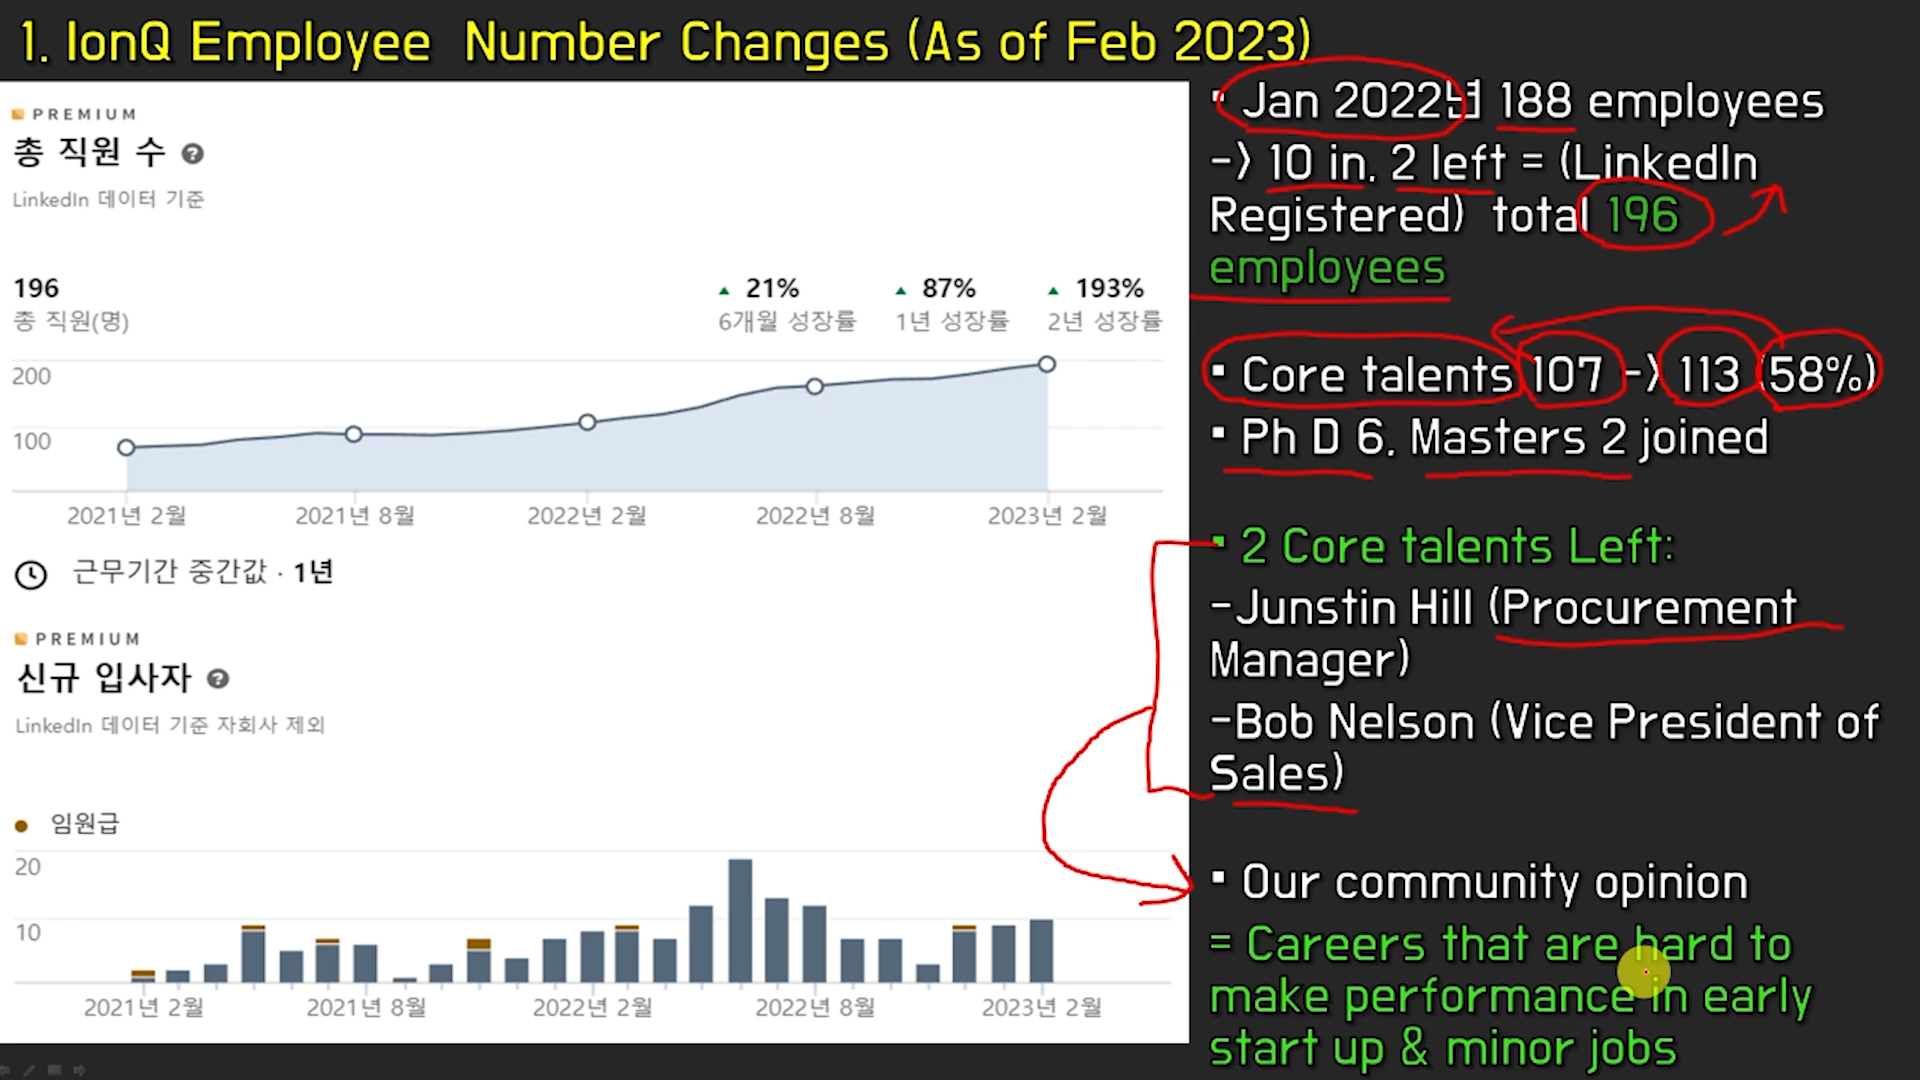 1. IonQ Employee Number Changes (As of Feb 2023)
PREMIUM
총 직원 수 ?
LinkedIn 데이터 기준
196
총 직원(명)
21%
6개월 성장률
87%
1년 성장률
193%
2년 성장률
200
100
2021년 2월 2021년 8월 2022년 2월 2022년 8월 2023년 2월
근무기간 중간값 · 1년
PREMIUM
신규 입사자 ?
LinkedIn 데이터 기준 자회사 제외
임원급
20
10
2021년 2월 2021년 8월 2022년 2월 2022년 8월 2023년 2월
▪ Jan 2022년 188 employees
-> 10 in, 2 left = (LinkedIn
Registered) total 196
employees
▪ Core talents 107 -> 113 (58%)
▪ Ph D 6, Masters 2 joined
▪ 2 Core talents Left:
-Junstin Hill (Procurement
Manager)
-Bob Nelson (Vice President of
Sales)
▪ Our community opinion
= Careers that are hard to
make performance in early
start up & minor jobs